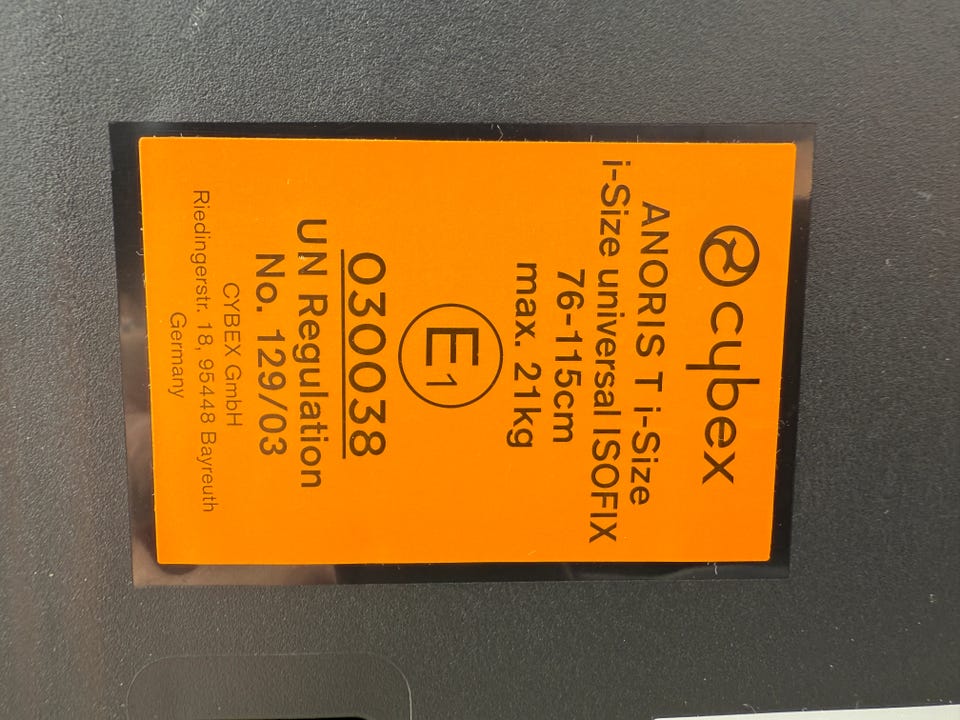 cybex
ANORIS T i-Size
i-Size universal ISOFIX
76-115cm
max. 21kg
E1
030038
UN Regulation
No. 129/03
CYBEX GmbH
Riedingerstr. 18, 95448 Bayreuth
Germany